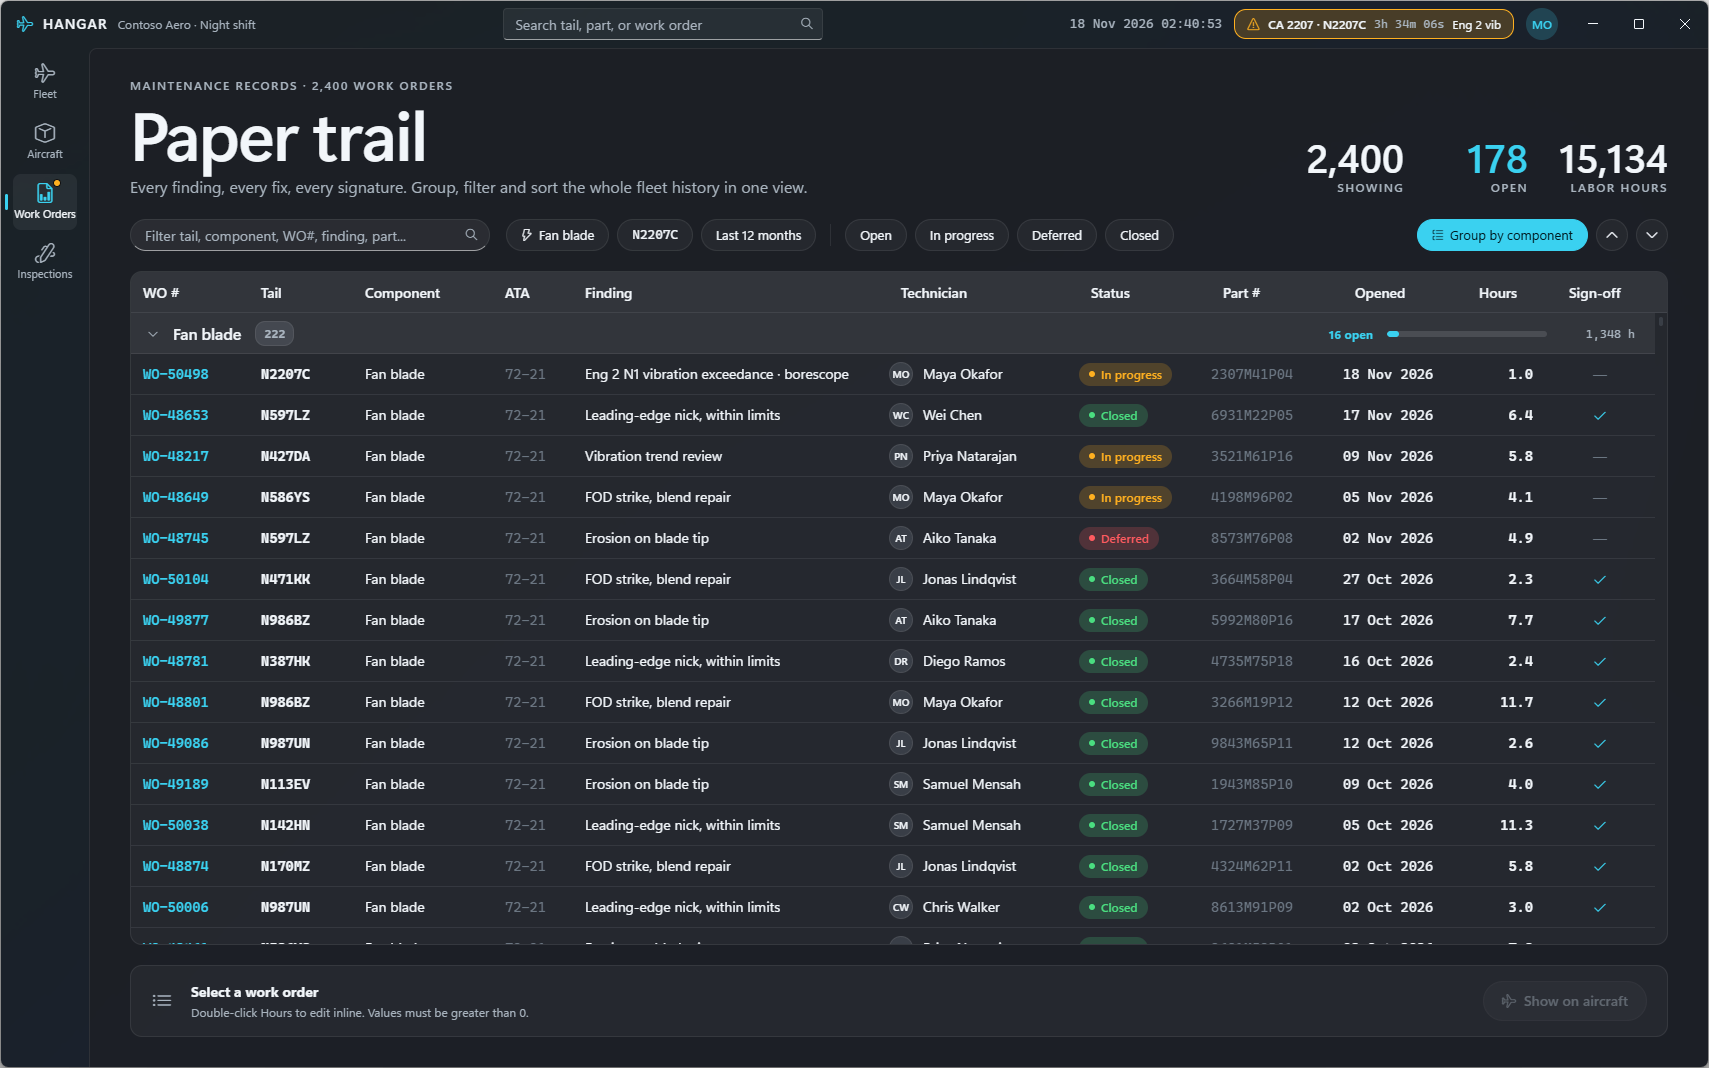 HANGAR Contoso Aero · Night shift
Search tail, part, or work order
18 Nov 2026 02:40:53
CA 2207 · N2207C 3h 34m 06s Eng 2 vib
MO
Fleet
Aircraft
Work Orders
Inspections
MAINTENANCE RECORDS · 2,400 WORK ORDERS
Paper trail
Every finding, every fix, every signature. Group, filter and sort the whole fleet history in one view.
2,400 SHOWING
178 OPEN
15,134 LABOR HOURS
Filter tail, component, WO#, finding, part...
Fan blade
N2207C
Last 12 months
Open
In progress
Deferred
Closed
Group by component
WO # Tail Component ATA Finding Technician Status Part # Opened Hours Sign-off
Fan blade 222 16 open 1,348 h
WO-50498 N2207C Fan blade 72-21 Eng 2 N1 vibration exceedance · borescope MO Maya Okafor In progress 2307M41P04 18 Nov 2026 1.0 —
WO-48653 N597LZ Fan blade 72-21 Leading-edge nick, within limits WC Wei Chen Closed 6931M22P05 17 Nov 2026 6.4 ✓
WO-48217 N427DA Fan blade 72-21 Vibration trend review PN Priya Natarajan In progress 3521M61P16 09 Nov 2026 5.8 —
WO-48649 N586YS Fan blade 72-21 FOD strike, blend repair MO Maya Okafor In progress 4198M96P02 05 Nov 2026 4.1 —
WO-48745 N597LZ Fan blade 72-21 Erosion on blade tip AT Aiko Tanaka Deferred 8573M76P08 02 Nov 2026 4.9 —
WO-50104 N471KK Fan blade 72-21 FOD strike, blend repair JL Jonas Lindqvist Closed 3664M58P04 27 Oct 2026 2.3 ✓
WO-49877 N986BZ Fan blade 72-21 Erosion on blade tip AT Aiko Tanaka Closed 5992M80P16 17 Oct 2026 7.7 ✓
WO-48781 N387HK Fan blade 72-21 Leading-edge nick, within limits DR Diego Ramos Closed 4735M75P18 16 Oct 2026 2.4 ✓
WO-48801 N986BZ Fan blade 72-21 FOD strike, blend repair MO Maya Okafor Closed 3266M19P12 12 Oct 2026 11.7 ✓
WO-49086 N987UN Fan blade 72-21 Erosion on blade tip JL Jonas Lindqvist Closed 9843M65P11 12 Oct 2026 2.6 ✓
WO-49189 N113EV Fan blade 72-21 Erosion on blade tip SM Samuel Mensah Closed 1943M85P10 09 Oct 2026 4.0 ✓
WO-50038 N142HN Fan blade 72-21 Leading-edge nick, within limits SM Samuel Mensah Closed 1727M37P09 05 Oct 2026 11.3 ✓
WO-48874 N170MZ Fan blade 72-21 FOD strike, blend repair JL Jonas Lindqvist Closed 4324M62P11 02 Oct 2026 5.8 ✓
WO-50006 N987UN Fan blade 72-21 Leading-edge nick, within limits CW Chris Walker Closed 8613M91P09 02 Oct 2026 3.0 ✓
Select a work order
Double-click Hours to edit inline. Values must be greater than 0.
Show on aircraft